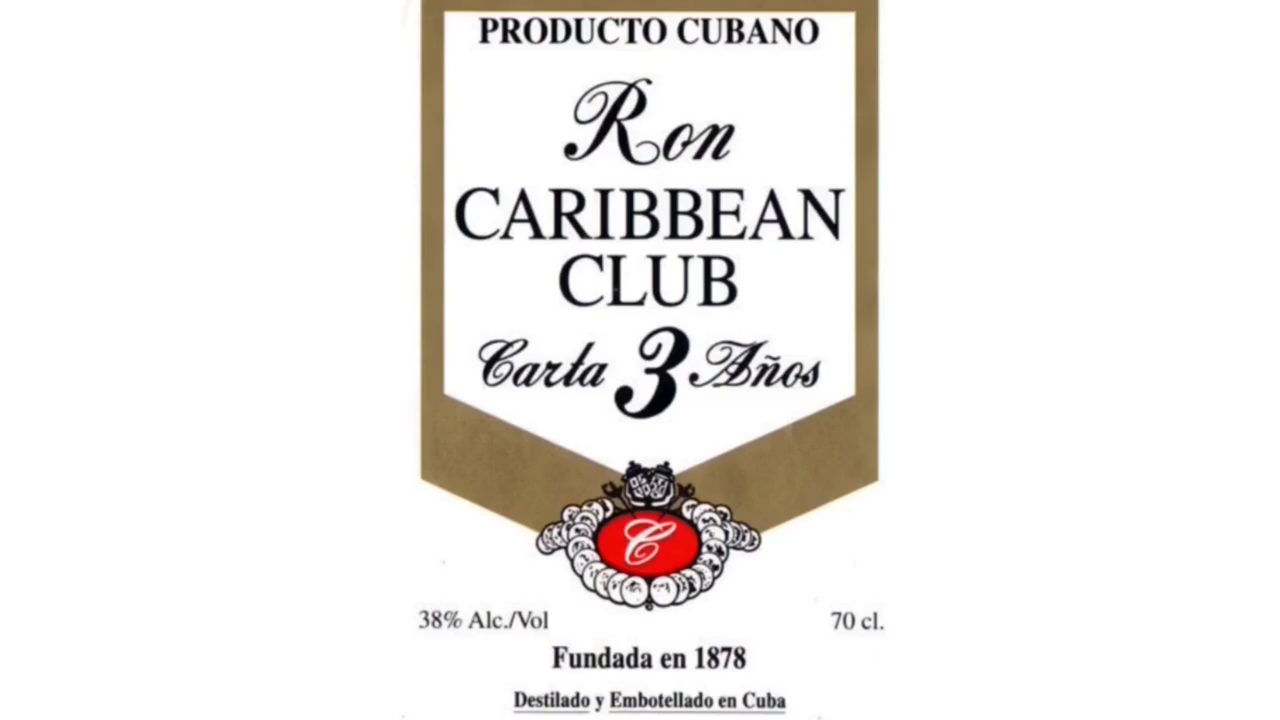 PRODUCTO CUBANO
Ron
CARIBBEAN
CLUB
Carta 3 Años
C
38% Alc./Vol 70 cl.
Fundada en 1878
Destilado y Embotellado en Cuba